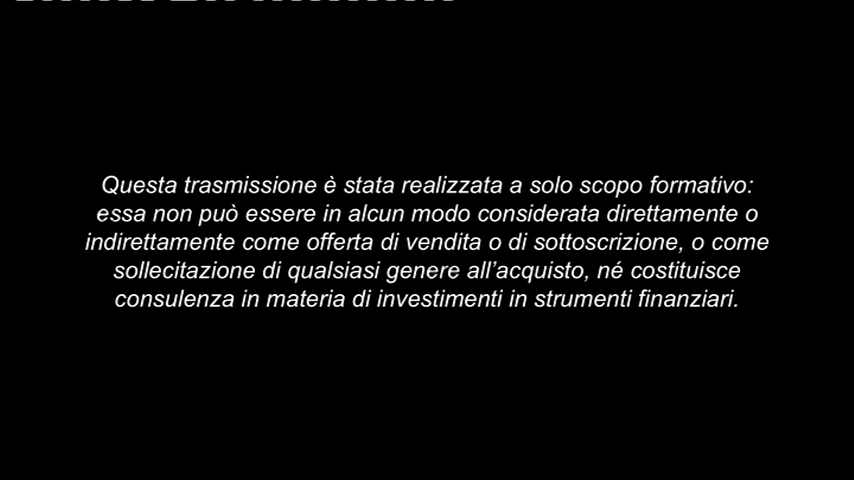 Questa trasmissione è stata realizzata a solo scopo formativo:
essa non può essere in alcun modo considerata direttamente o
indirettamente come offerta di vendita o di sottoscrizione, o come
sollecitazione di qualsiasi genere all’acquisto, né costituisce
consulenza in materia di investimenti in strumenti finanziari.